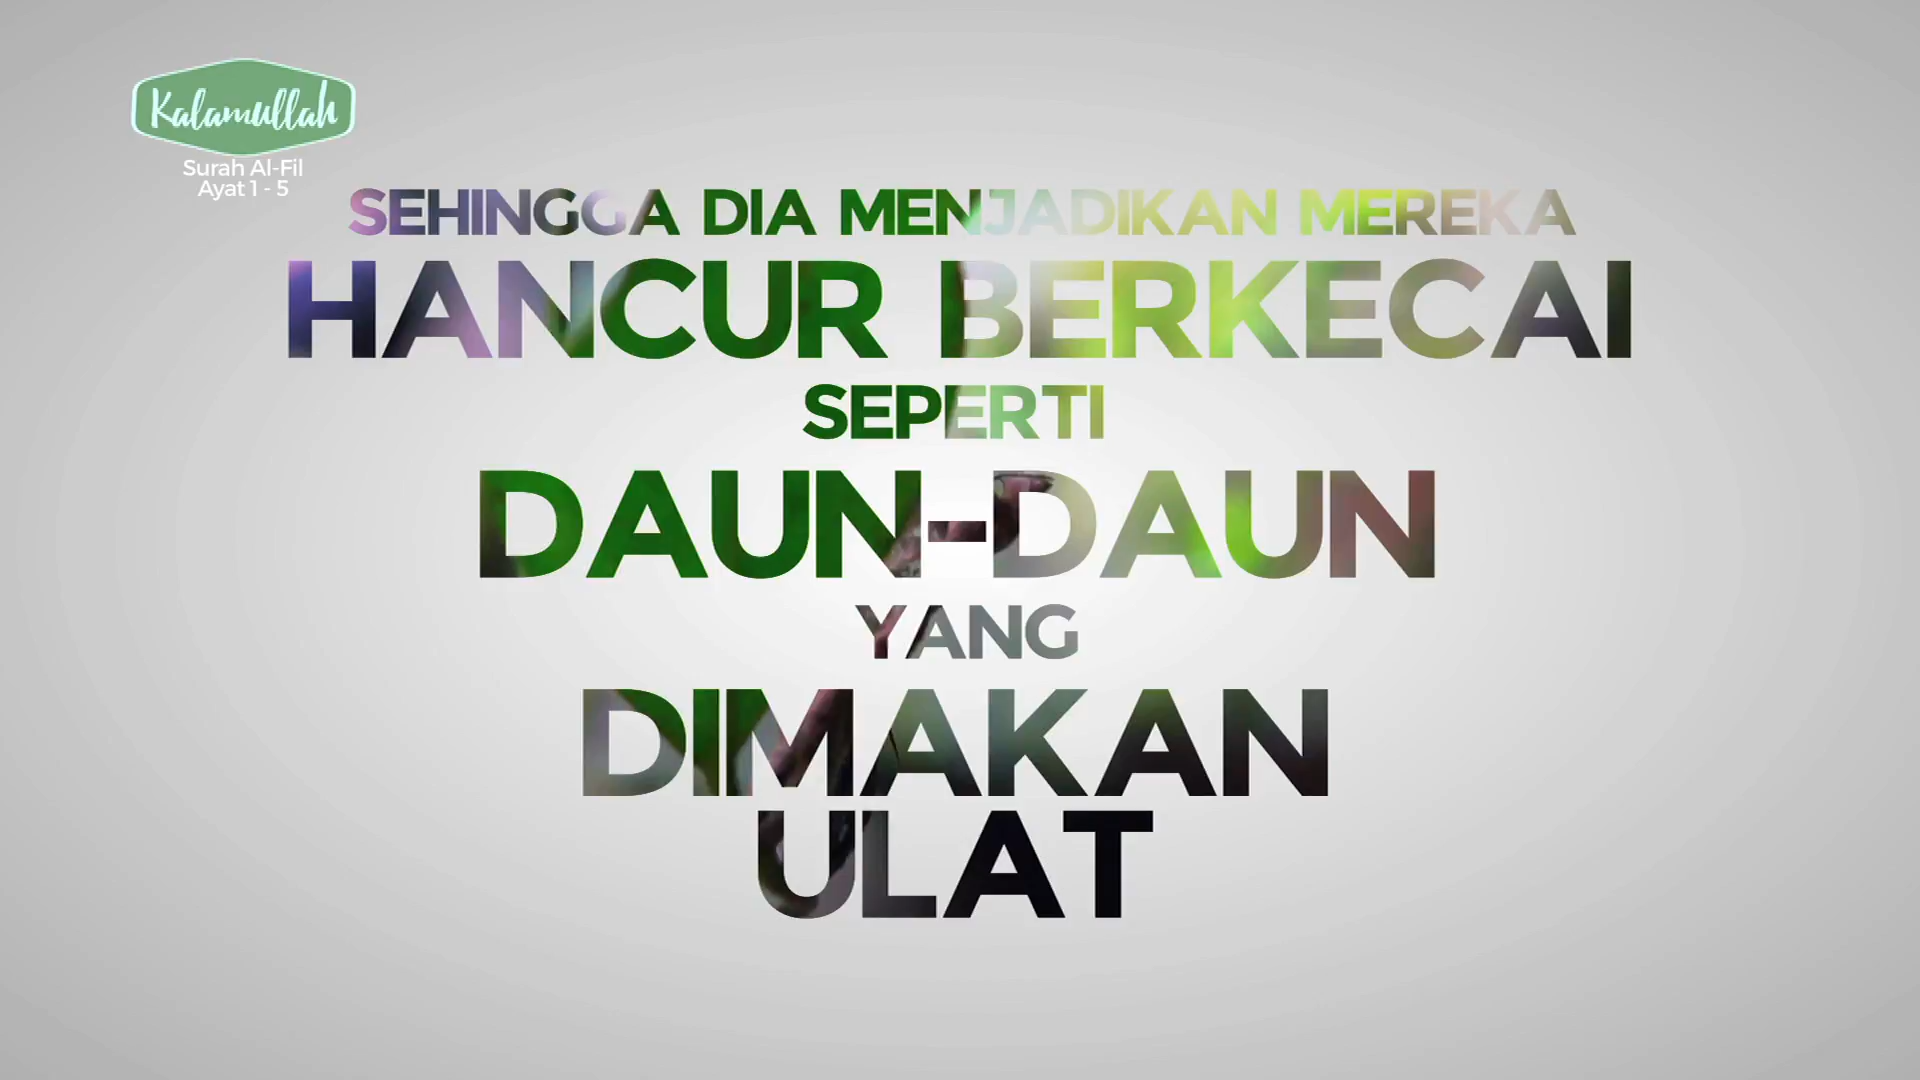 Kalamullah
Surah Al-Fil
Ayat 1 - 5
SEHINGGA DIA MENJADIKAN MEREKA
HANCUR BERKECAI
SEPERTI
DAUN-DAUN
YANG
DIMAKAN
ULAT